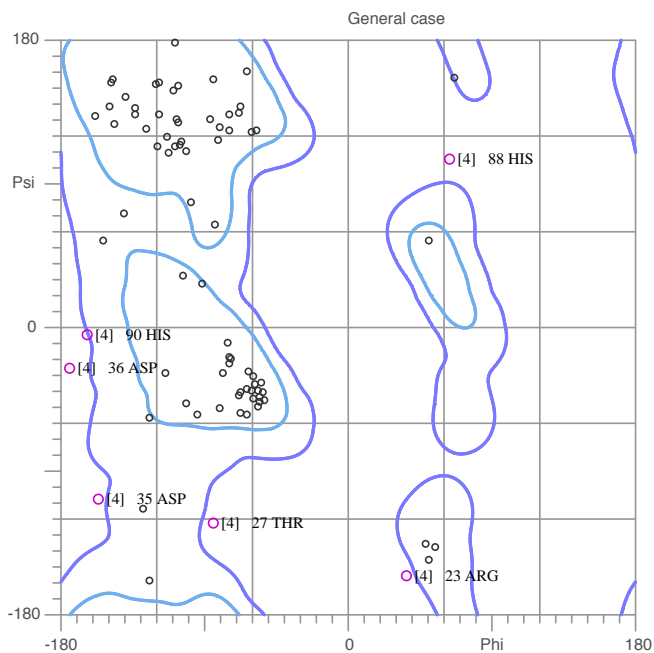 General case
180
[4] 88 HIS
Psi
0
[4] 90 HIS
[4] 36 ASP
[4] 35 ASP
[4] 27 THR
[4] 23 ARG
-180
-180 0 Phi 180